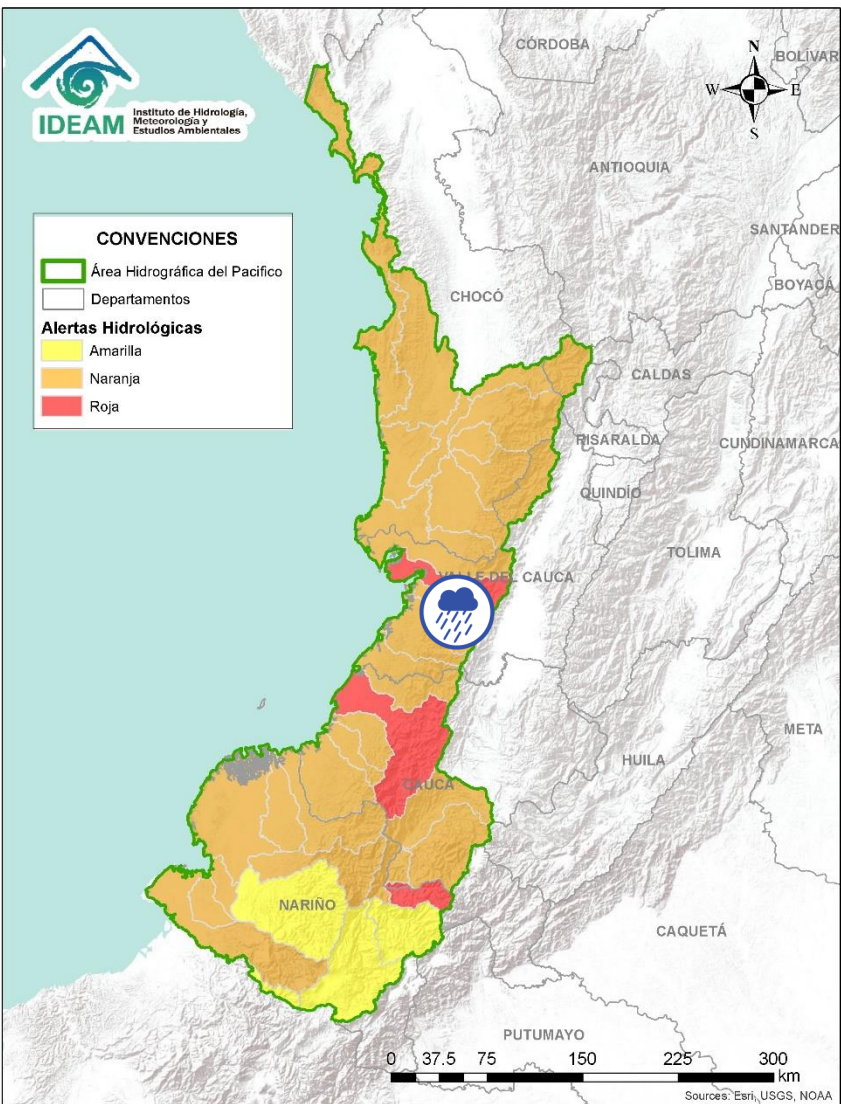 IDEAM
Instituto de Hidrología,
Meteorología y
Estudios Ambientales
CÓRDOBA
BOLÍVAR
N
W
E
S
ANTIOQUIA
SANTANDER
BOYACÁ
CONVENCIONES
Área Hidrográfica del Pacifico
Departamentos
Alertas Hidrológicas
Amarilla
Naranja
Roja
CHOCÓ
CALDAS
RISARALDA
CUNDINAMARCA
QUINDÍO
TOLIMA
VALLE DEL CAUCA
META
HUILA
CAUCA
NARIÑO
CAQUETÁ
PUTUMAYO
0 37.5 75 150 225 300
km
Sources: Esri, USGS, NOAA